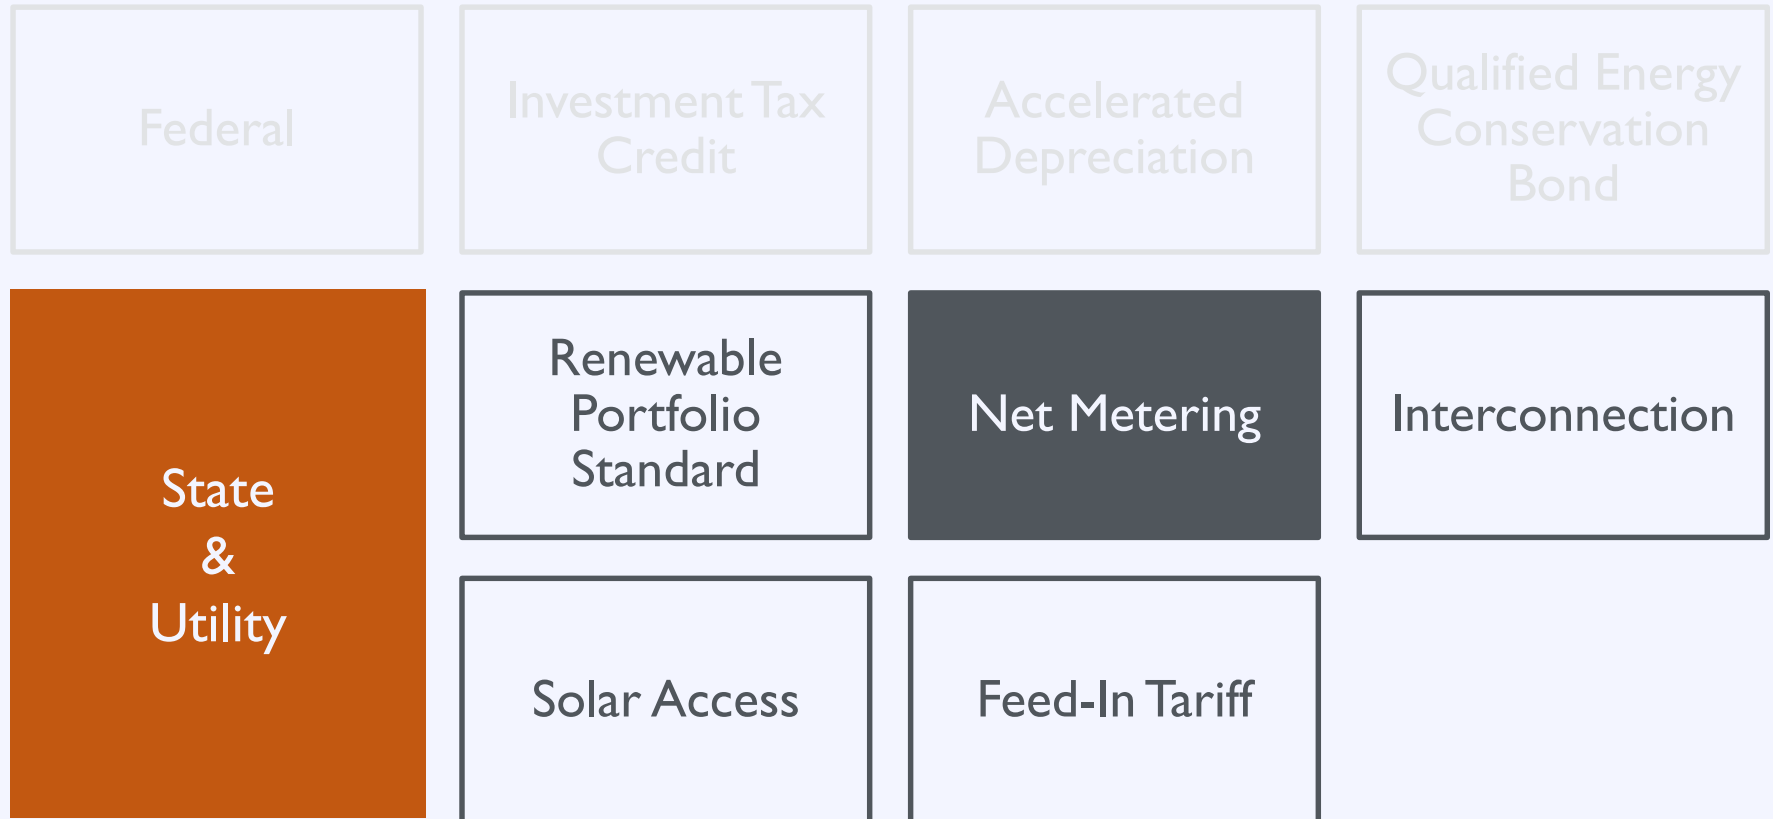 Federal
Investment Tax
Credit
Accelerated
Depreciation
Qualified Energy
Conservation
Bond
State
&
Utility
Renewable
Portfolio
Standard
Net Metering
Interconnection
Solar Access
Feed-In Tariff